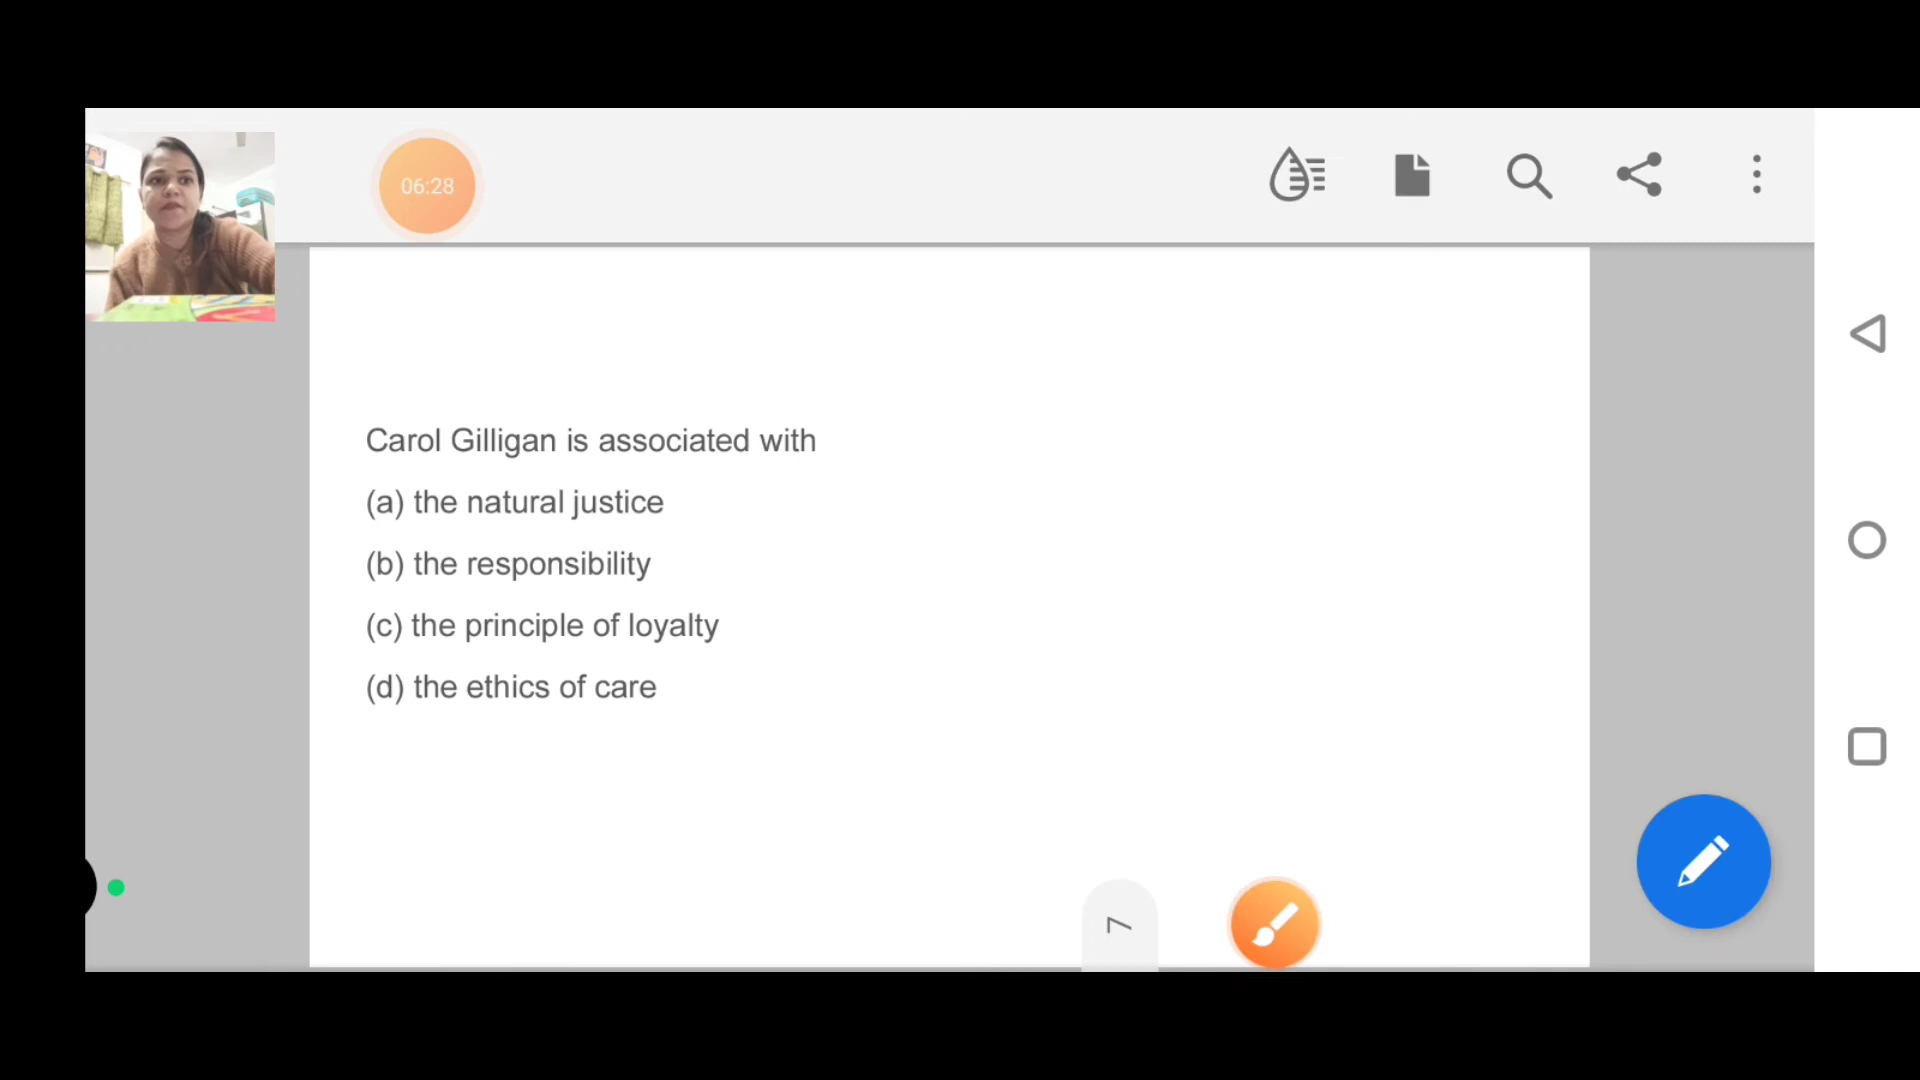 06:28
Carol Gilligan is associated with
(a) the natural justice
(b) the responsibility
(c) the principle of loyalty
(d) the ethics of care
7